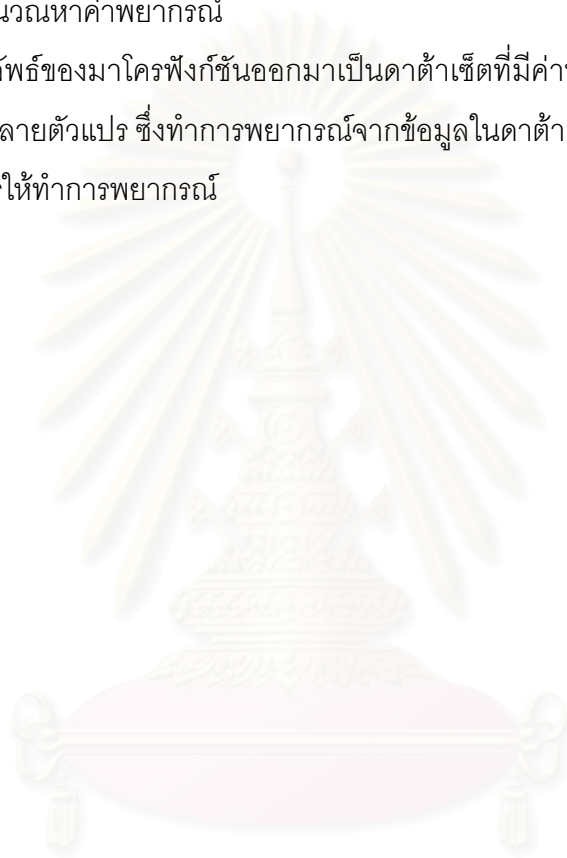 นวณหาค่าพยากรณ์
ัพธ์ของมาโครฟังก์ชันออกมาเป็นดาต้าเซ็ตที่มีค่า
ลายตัวแปร ซึ่งทำการพยากรณ์จากข้อมูลในดาต้า
ให้ทำการพยากรณ์